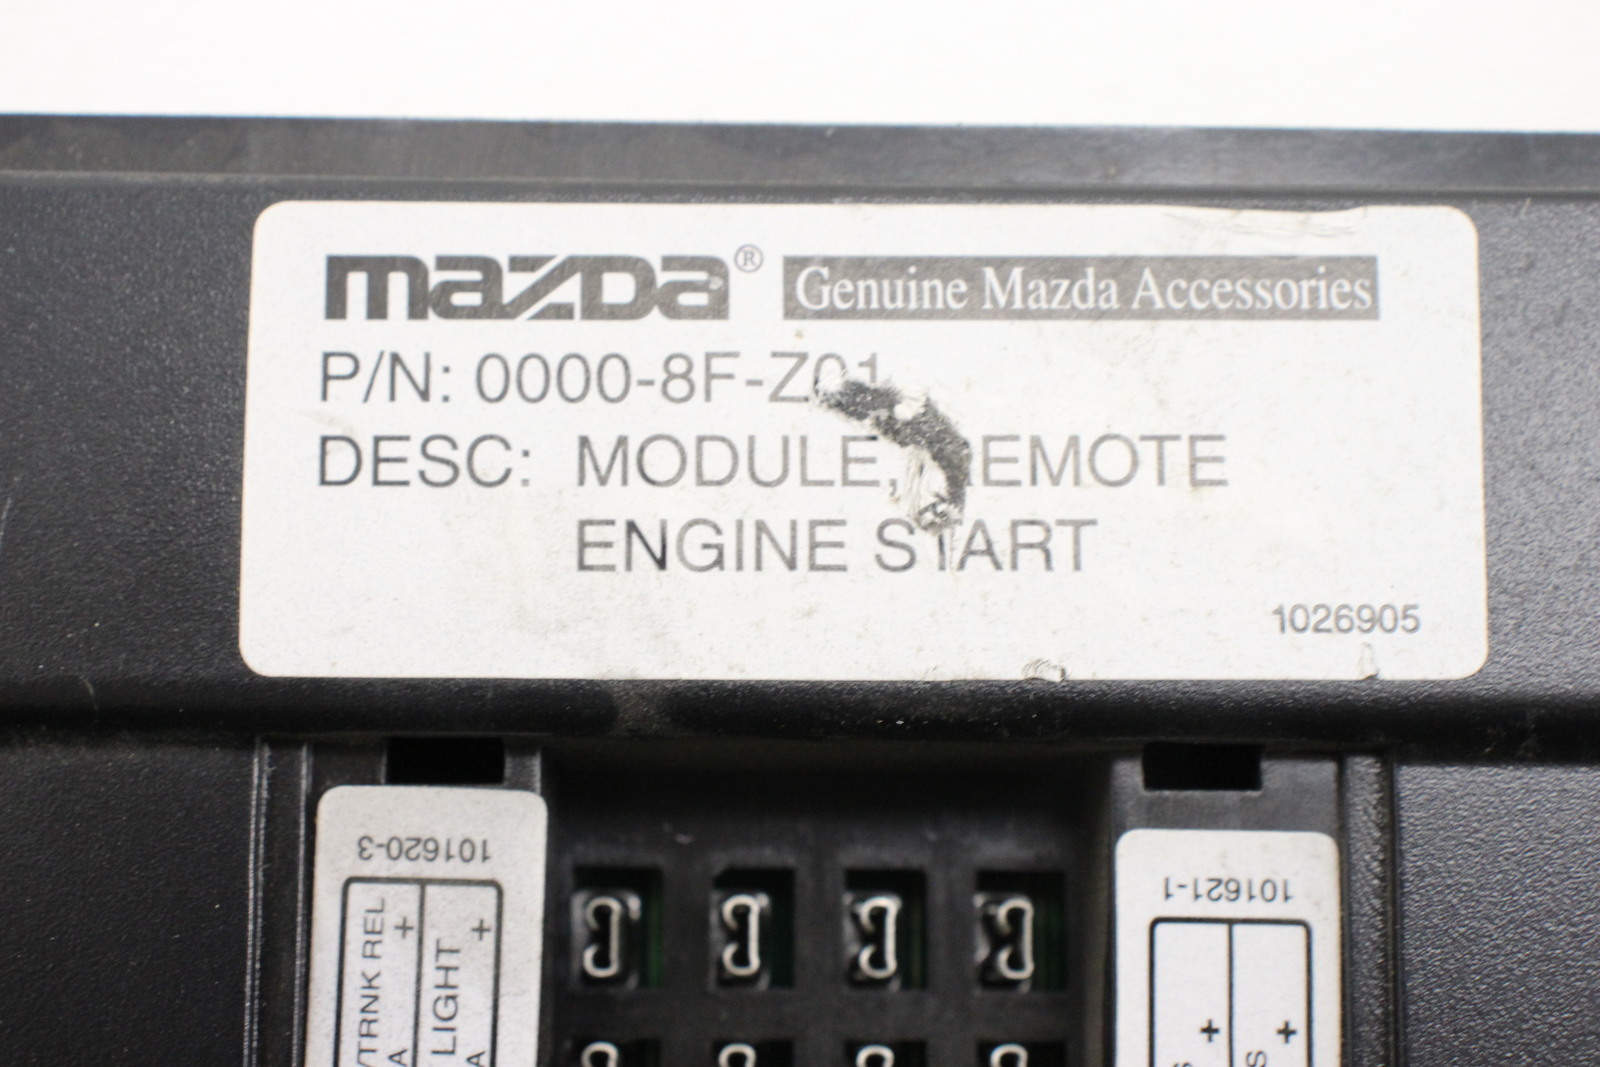 mazda® Genuine Mazda Accessories
P/N: 0000-8F-Z01
DESC: MODULE, REMOTE
ENGINE START
1026905
101620-3
/TRNK REL +
LIGHT +
A
A
101621-1
+
+
S
S